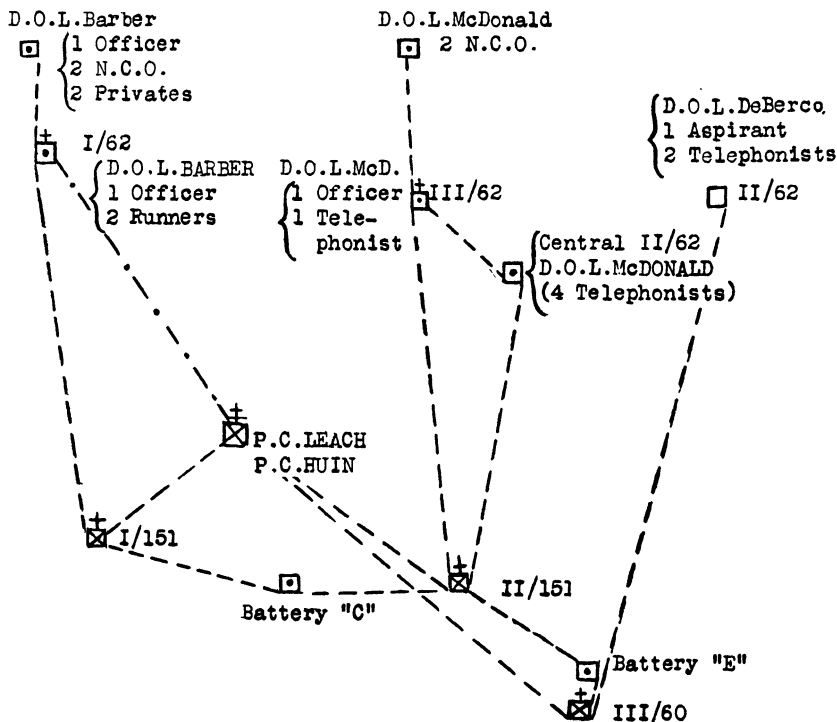 D.O.L.Barber
1 Officer
2 N.C.O.
2 Privates
D.O.L.McDonald
2 N.C.O.
D.O.L.DeBerco.
1 Aspirant
2 Telephonists
I/62
D.O.L.BARBER
1 Officer
2 Runners
D.O.L.McD.
1 Officer
1 Tele-
phonist
III/62
II/62
Central II/62
D.O.L.McDONALD
(4 Telephonists)
P.C.LEACH
P.C.HUIN
I/151
Battery "C"
II/151
Battery "E"
III/60